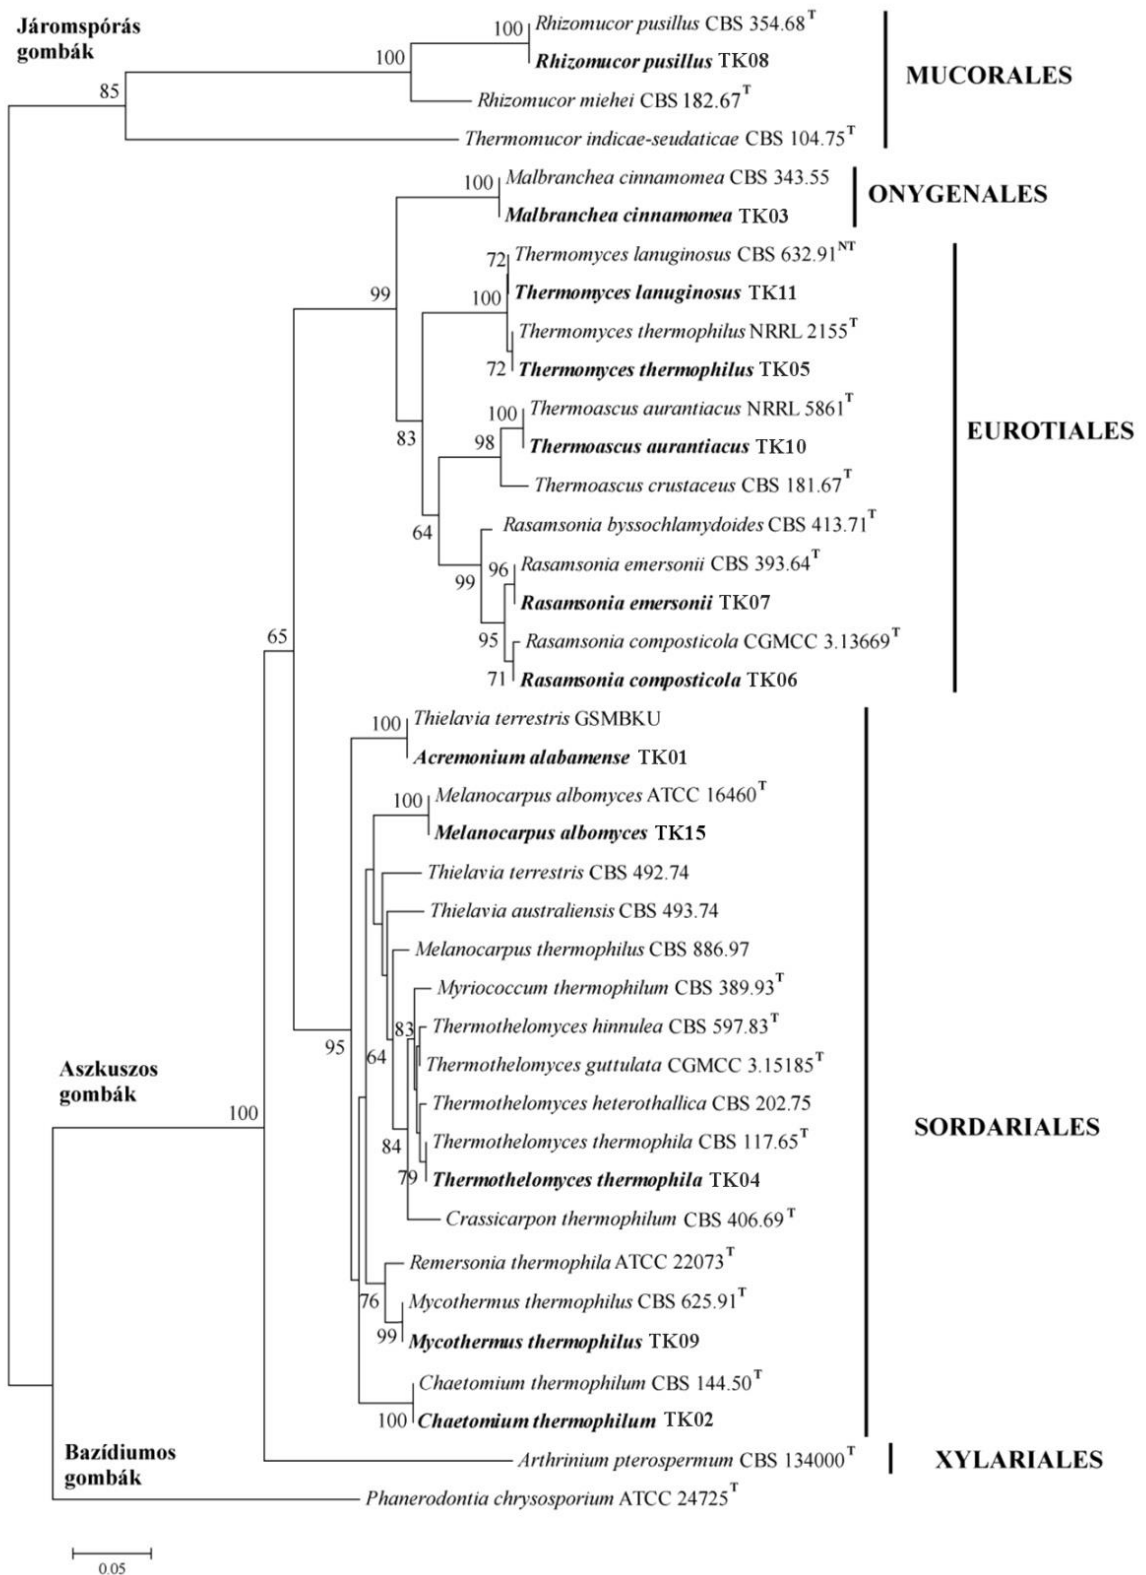 Járomspórás
gombák
100
Rhizomucor pusillus CBS 354.68T
Rhizomucor pusillus TK08
100
MUCORALES
85
Rhizomucor miehei CBS 182.67T
Thermomucor indicae-seudaticae CBS 104.75T
100
Malbranchea cinnamomea CBS 343.55
ONYGENALES
Malbranchea cinnamomea TK03
72
Thermomyces lanuginosus CBS 632.91NT
99
100
Thermomyces lanuginosus TK11
Thermomyces thermophilus NRRL 2155T
72
Thermomyces thermophilus TK05
100
Thermoascus aurantiacus NRRL 5861T
83
98
Thermoascus aurantiacus TK10
EUROTIALES
Thermoascus crustaceus CBS 181.67T
64
Rasamsonia byssochlamydoides CBS 413.71T
99
96
Rasamsonia emersonii CBS 393.64T
Rasamsonia emersonii TK07
65
95
Rasamsonia composticola CGMCC 3.13669T
71
Rasamsonia composticola TK06
100
Thielavia terrestris GSMBKU
Acremonium alabamense TK01
100
Melanocarpus albomyces ATCC 16460T
Melanocarpus albomyces TK15
Thielavia terrestris CBS 492.74
Thielavia australiensis CBS 493.74
Melanocarpus thermophilus CBS 886.97
Myriococcum thermophilum CBS 389.93T
83
Thermothelomyces hinnulea CBS 597.83T
95
64
Thermothelomyces guttulata CGMCC 3.15185T
Aszkuszos
gombák
100
Thermothelomyces heterothallica CBS 202.75
SORDARIALES
84
Thermothelomyces thermophila CBS 117.65T
79
Thermothelomyces thermophila TK04
Crassicarpon thermophilum CBS 406.69T
Remersonia thermophila ATCC 22073T
76
Mycothermus thermophilus CBS 625.91T
99
Mycothermus thermophilus TK09
Chaetomium thermophilum CBS 144.50T
100
Chaetomium thermophilum TK02
Bazídiumos
gombák
Arthrinium pterospermum CBS 134000T
XYLARIALES
Phanerodontia chrysosporium ATCC 24725T
0.05